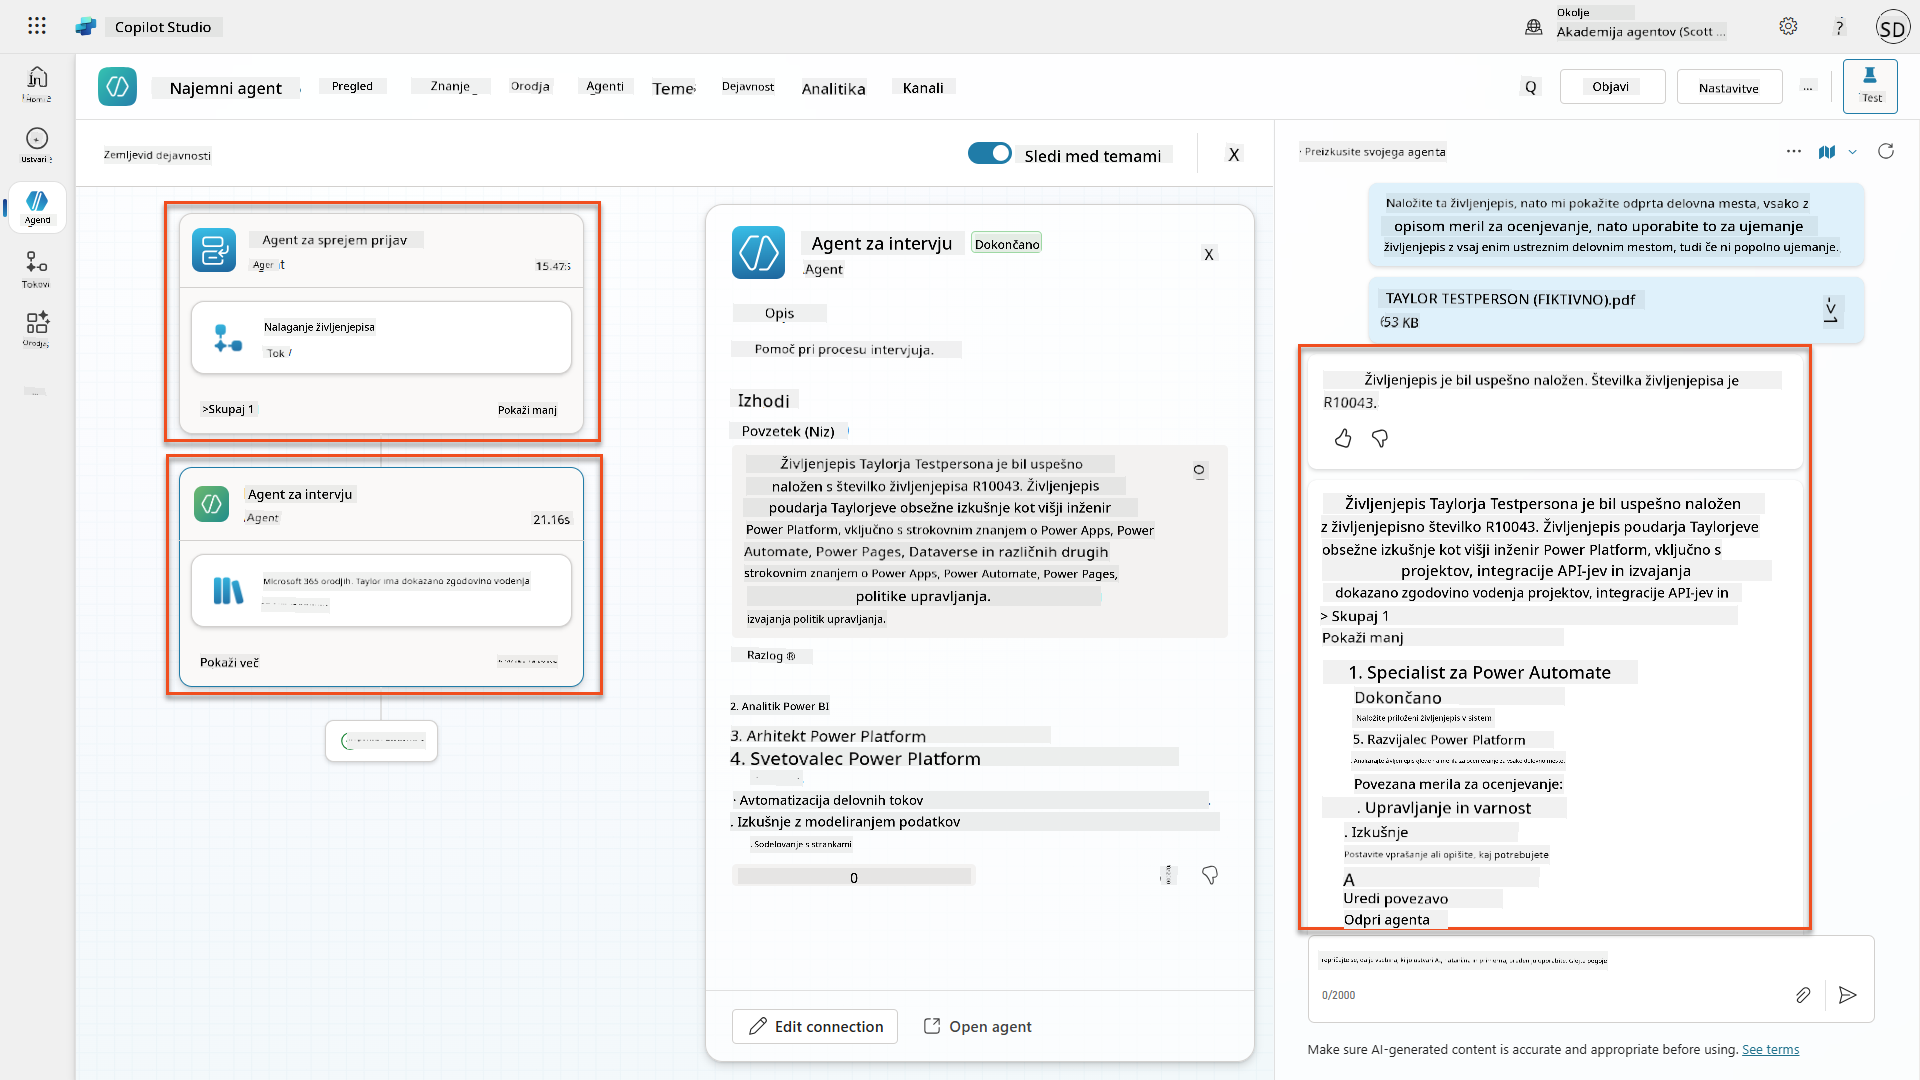 Copilot Studio
Okolje
Akademija agentov (Scott ...
?
SD
Home
Ustvari
Agenti
Tokovi
Orodja
Najemni agent
Pregled
Znanje
Orodja
Agenti
Teme
Dejavnost
Analitika
Kanali
Q
Objavi
Nastavitve
...
Test
Zemljevid dejavnosti
Sledi med temami
X
Agent za sprejem prijav
Agent
15.47s
Nalaganje življenjepisa
Tok
>Skupaj 1
Pokaži manj
Agent za intervju
.Agent
21.16s
Microsoft 365 orodjih. Taylor ima dokazano zgodovino vodenja
Pokaži več
Agent za intervju
Dokončano
.Agent
X
Opis
Pomoč pri procesu intervjuja.
Izhodi
Povzetek (Niz)
Življenjepis Taylorja Testpersona je bil uspešno
naložen s številko življenjepisa R10043. Življenjepis
poudarja Taylorjeve obsežne izkušnje kot višji inženir
Power Platform, vključno s strokovnim znanjem o Power Apps, Power
Automate, Power Pages, Dataverse in različnih drugih
strokovnim znanjem o Power Apps, Power Automate, Power Pages,
politike upravljanja.
izvajanja politik upravljanja.
Razlog ®
2. Analitik Power BI
3. Arhitekt Power Platform
4. Svetovalec Power Platform
· Avtomatizacija delovnih tokov
. Izkušnje z modeliranjem podatkov
. Sodelovanje s strankami
0
Edit connection
Open agent
Preizkusite svojega agenta
Naložite ta življenjepis, nato mi pokažite odprta delovna mesta, vsako z
opisom meril za ocenjevanje, nato uporabite to za ujemanje
življenjepis z vsaj enim ustreznim delovnim mestom, tudi če ni popolno ujemanje.
TAYLOR TESTPERSON (FIKTIVNO).pdf
(53 KB
Življenjepis je bil uspešno naložen. Številka življenjepisa je
R10043.
Življenjepis Taylorja Testpersona je bil uspešno naložen
z življenjepisno številko R10043. Življenjepis poudarja Taylorjeve
obsežne izkušnje kot višji inženir Power Platform, vključno s
projektov, integracije API-jev in izvajanja
dokazano zgodovino vodenja projektov, integracije API-jev in
> Skupaj 1
Pokaži manj
1. Specialist za Power Automate
Dokončano
Naložite priloženi življenjepis v sistem
5. Razvijalec Power Platform
. Analizirajte življenjepis glede na merila za ocenjevanje za vsako delovno mesto.
Povezana merila za ocenjevanje:
. Upravljanje in varnost
. Izkušnje
Postavite vprašanje ali opišite, kaj potrebujete
A
Uredi povezavo
Odpri agenta
0/2000
Make sure AI-generated content is accurate and appropriate before using. See terms